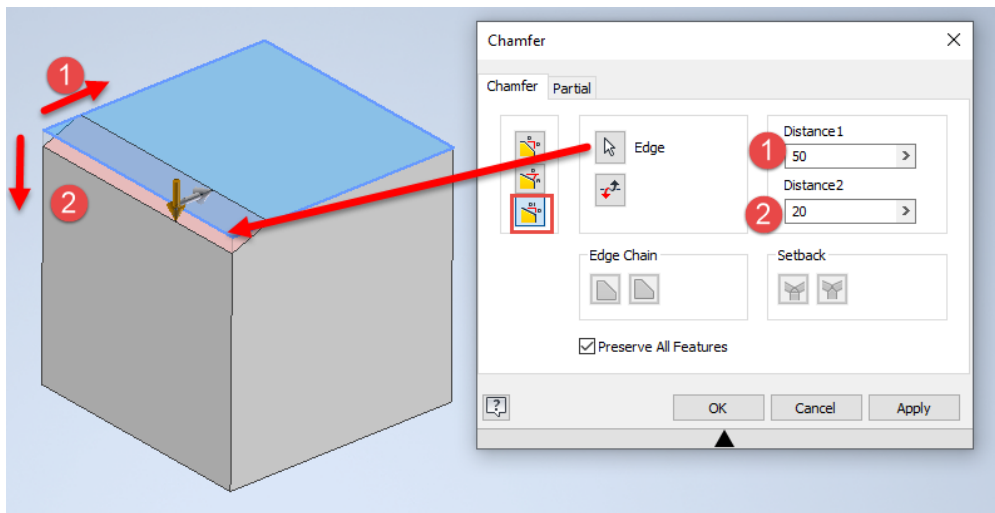 Chamfer
Chamfer Partial
1
Edge
Distance1
1 50
Distance2
2 20
2
Edge Chain Setback
Preserve All Features
?
OK Cancel Apply